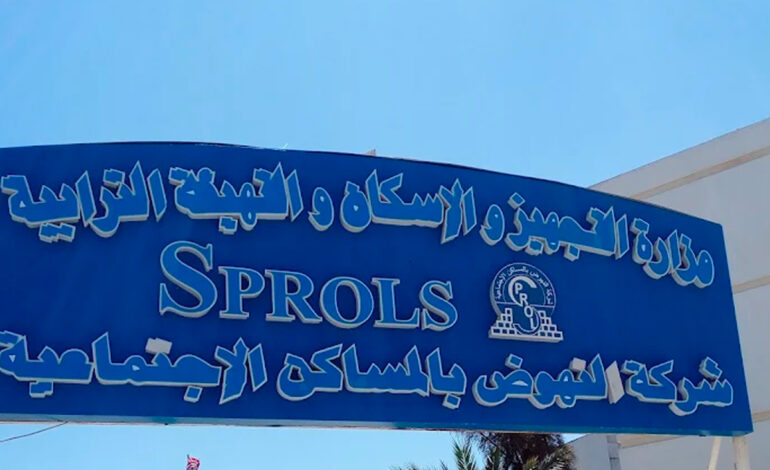 وزارة التجهيز و الإسكان و التهيئة الترابية
SPROLS
شركة النهوض بالمساكن الإجتماعية